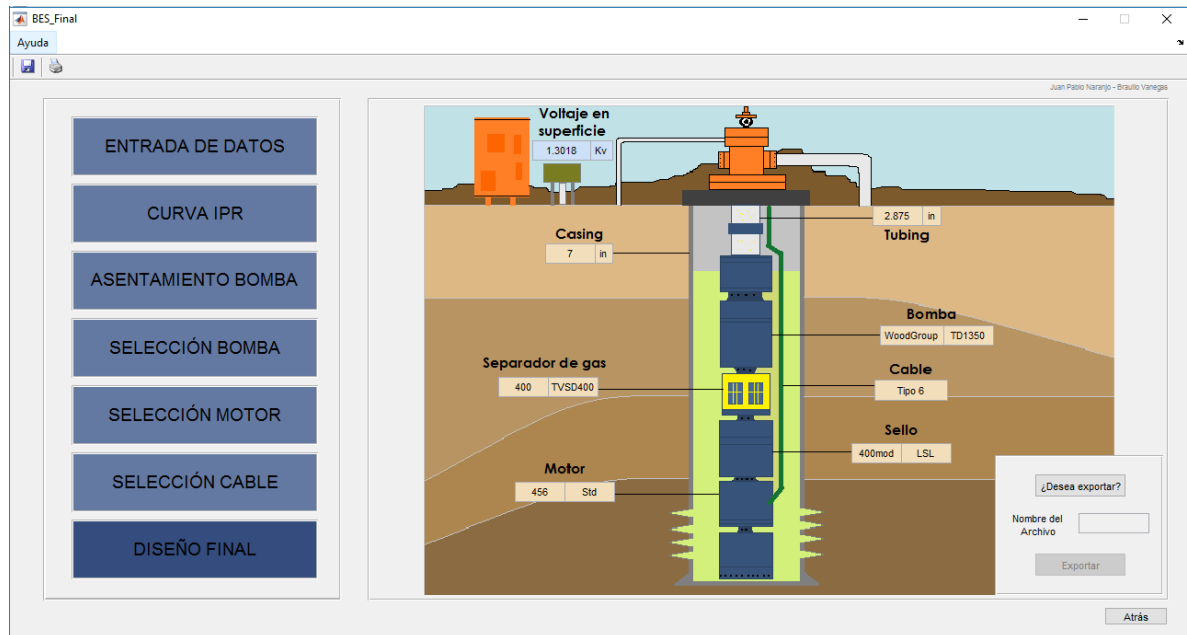 BES_Final
Ayuda
Juan Pablo Naranjo - Braulio Vanegas
ENTRADA DE DATOS
CURVA IPR
ASENTAMIENTO BOMBA
SELECCIÓN BOMBA
SELECCIÓN MOTOR
SELECCIÓN CABLE
DISEÑO FINAL
Voltaje en
superficie
1.3018 Kv
2.875 in
Tubing
Casing
7 in
Bomba
WoodGroup TD1350
Separador de gas
400 TVSD400
Cable
Tipo 6
Sello
400mod LSL
Motor
456 Std
¿Desea exportar?
Nombre del
Archivo
Exportar
Atrás